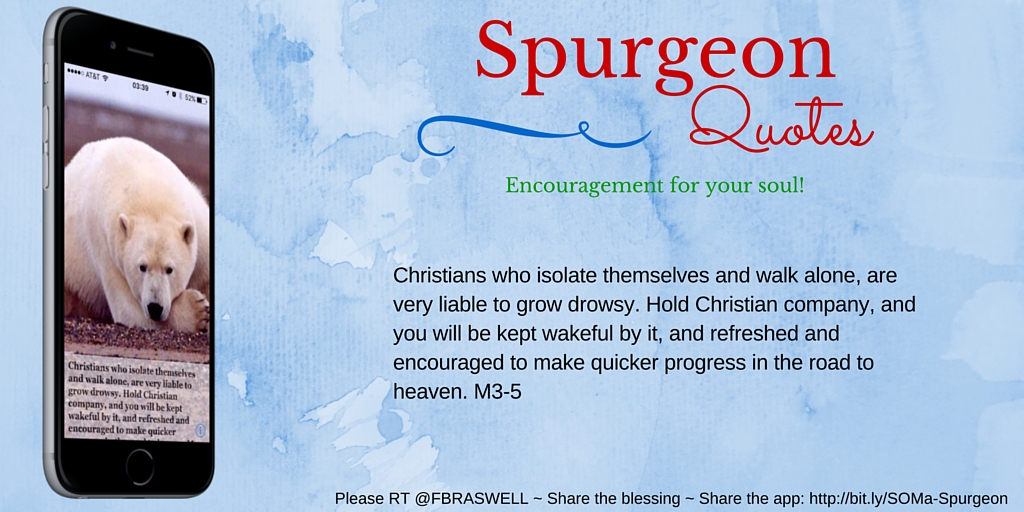 ●●●●○ AT&T
03:39
52%
Christians who isolate themselves
and walk alone, are very liable to
grow drowsy. Hold Christian
company, and you will be kept
wakeful by it, and refreshed and
encouraged to make quicker
Spurgeon
Quotes
Encouragement for your soul!
Christians who isolate themselves and walk alone, are
very liable to grow drowsy. Hold Christian company, and
you will be kept wakeful by it, and refreshed and
encouraged to make quicker progress in the road to
heaven. M3-5
Please RT @FBRASWELL ~ Share the blessing ~ Share the app: http://bit.ly/SOMa-Spurgeon